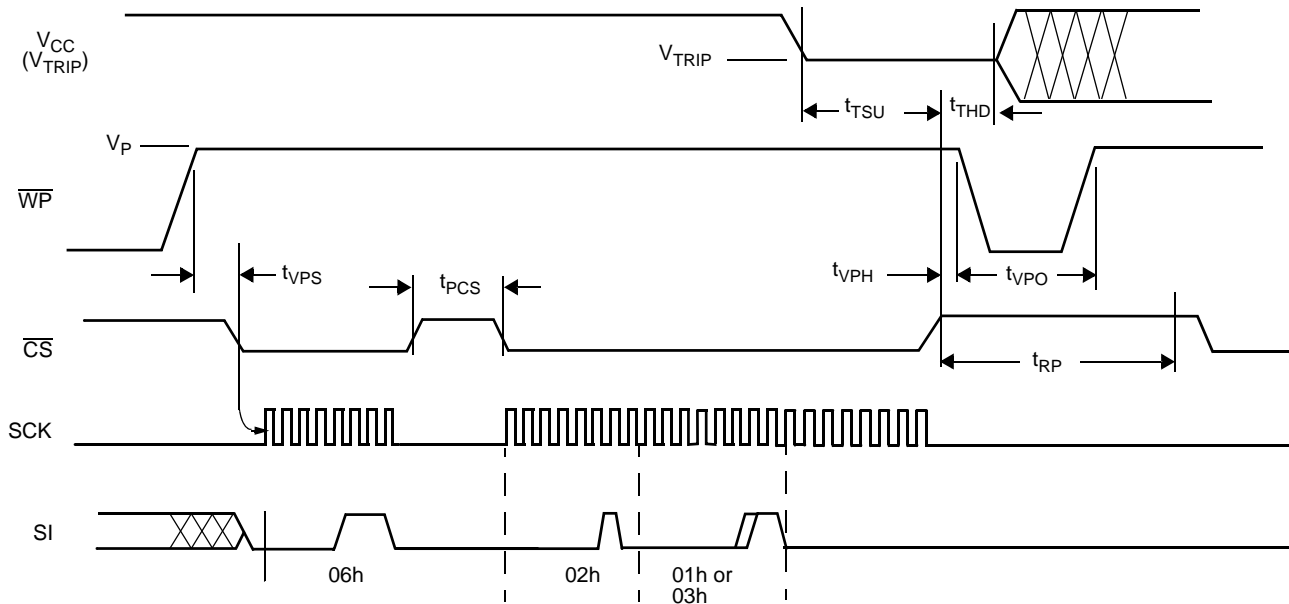 VCC
(VTRIP)
VTRIP
tTSU
tTHD
VP
WP
tVPS
tPCS
tVPH
tVPO
CS
tRP
SCK
SI
06h
02h
01h or
03h